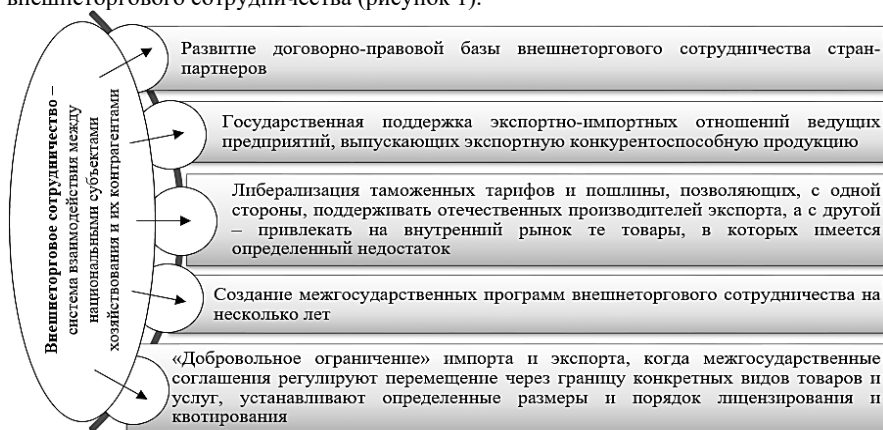 внешнеторгового сотрудничества (рисунок 1).
Внешнеторговое сотрудничество –
система взаимодействия между
национальными субъектами
хозяйствования и их контрагентами
Развитие договорно-правовой базы внешнеторгового сотрудничества стран-
партнеров
Государственная поддержка экспортно-импортных отношений ведущих
предприятий, выпускающих экспортную конкурентоспособную продукцию
Либерализация таможенных тарифов и пошлины, позволяющих, с одной
стороны, поддерживать отечественных производителей экспорта, а с другой
– привлекать на внутренний рынок те товары, в которых имеется
определенный недостаток
Создание межгосударственных программ внешнеторгового сотрудничества на
несколько лет
«Добровольное ограничение» импорта и экспорта, когда межгосударственные
соглашения регулируют перемещение через границу конкретных видов товаров и
услуг, устанавливают определенные размеры и порядок лицензирования и
квотирования